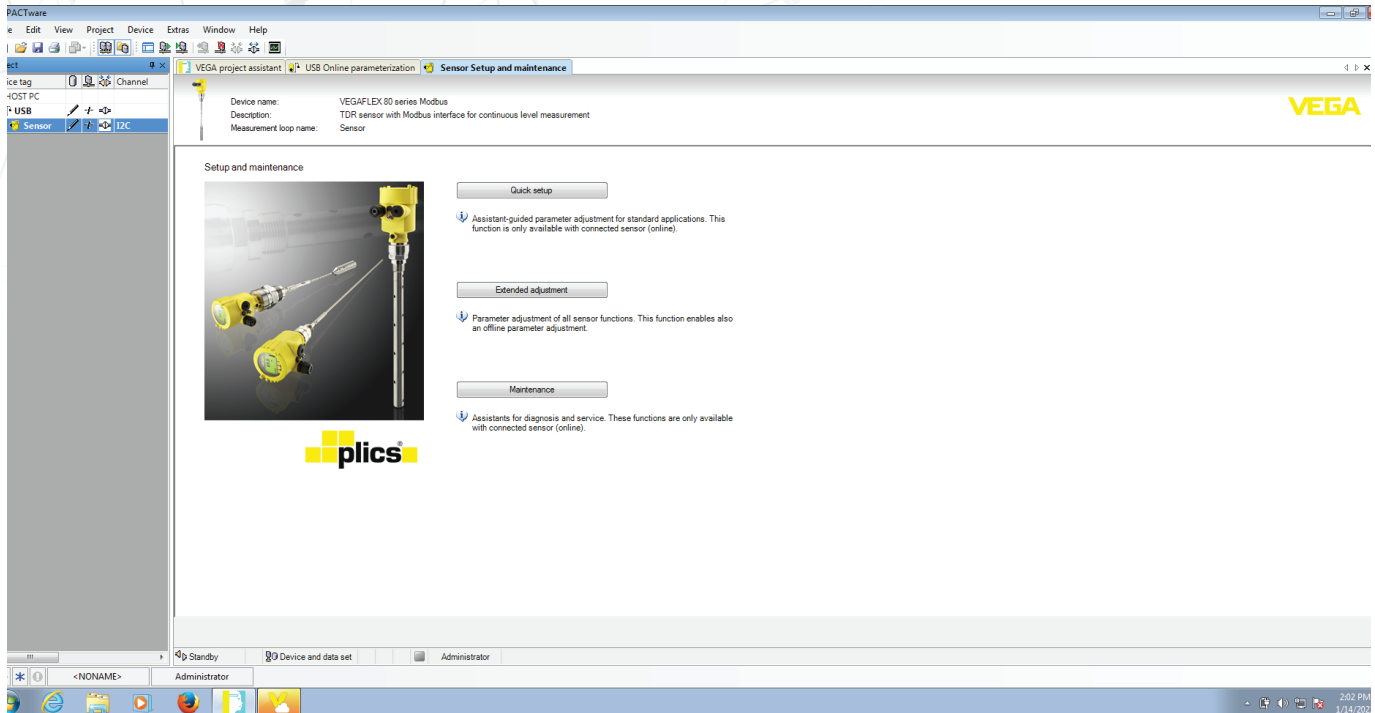 PACTware
e Edit View Project Device Extras Window Help
ect
VEGA project assistant USB Online parameterization Sensor Setup and maintenance
ice tag Channel
HOST PC
USB
Sensor I2C
Device name: VEGAFLEX 80 series Modbus
Description: TDR sensor with Modbus interface for continuous level measurement
Measurement loop name: Sensor
VEGA
Setup and maintenance
Quick setup
Assistant-guided parameter adjustment for standard applications. This
function is only available with connected sensor (online).
Extended adjustment
Parameter adjustment of all sensor functions. This function enables also
an offline parameter adjustment.
Maintenance
Assistants for diagnosis and service. These functions are only available
with connected sensor (online).
plics®
Standby Device and data set Administrator
<NONAME> Administrator
2:02 PM
1/14/202